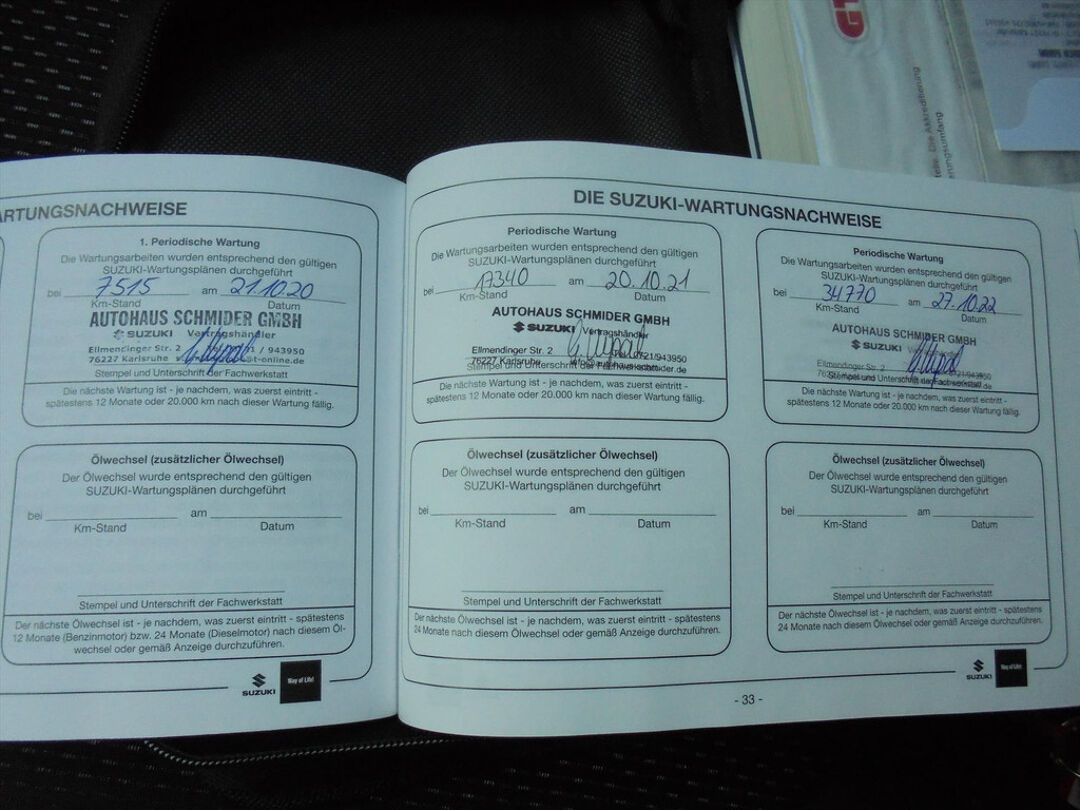 ARTUNGSNACHWEISE
1. Periodische Wartung
Die Wartungsarbeiten wurden entsprechend den gültigen
SUZUKI-Wartungsplänen durchgeführt
bei 7515 am 21.10.20
Km-Stand Datum
AUTOHAUS SCHMIDER GMBH
SUZUKI Vertragshändler
Ellmendinger Str. 2 / 943950
76227 Karlsruhe
Stempel und Unterschrift der Fachwerkstatt
Die nächste Wartung ist - je nachdem, was zuerst eintritt -
spätestens 12 Monate oder 20.000 km nach dieser Wartung fällig.
Ölwechsel (zusätzlicher Ölwechsel)
Der Ölwechsel wurde entsprechend den gültigen
SUZUKI-Wartungsplänen durchgeführt
bei am
Km-Stand Datum
Stempel und Unterschrift der Fachwerkstatt
Der nächste Ölwechsel ist - je nachdem, was zuerst eintritt - spätestens
12 Monate (Benzinmotor) bzw. 24 Monate (Dieselmotor) nach diesem Öl-
wechsel oder gemäß Anzeige durchzuführen.
SUZUKI Way of Life!
DIE SUZUKI-WARTUNGSNACHWEISE
Periodische Wartung
Die Wartungsarbeiten wurden entsprechend den gültigen
SUZUKI-Wartungsplänen durchgeführt
bei 17340 am 20.10.21
Km-Stand Datum
AUTOHAUS SCHMIDER GMBH
SUZUKI Vertragshändler
Ellmendinger Str. 2 0721/943950
76227 Karlsruhe
Stempel und Unterschrift der Fachwerkstatt
Die nächste Wartung ist - je nachdem, was zuerst eintritt -
spätestens 12 Monate oder 20.000 km nach dieser Wartung fällig.
Ölwechsel (zusätzlicher Ölwechsel)
Der Ölwechsel wurde entsprechend den gültigen
SUZUKI-Wartungsplänen durchgeführt
bei am
Km-Stand Datum
Stempel und Unterschrift der Fachwerkstatt
Der nächste Ölwechsel ist - je nachdem, was zuerst eintritt - spätestens
24 Monate nach diesem Ölwechsel oder gemäß Anzeige durchzuführen.
Periodische Wartung
Die Wartungsarbeiten wurden entsprechend den gültigen
SUZUKI-Wartungsplänen durchgeführt
bei 34770 am 27.10.22
Km-Stand Datum
AUTOHAUS SCHMIDER GMBH
SUZUKI Vertragshändler
Ellmendinger Str. 2 0721/943950
Stempel und Unterschrift der Fachwerkstatt
Die nächste Wartung ist - je nachdem, was zuerst eintritt -
spätestens 12 Monate oder 20.000 km nach dieser Wartung fällig.
Ölwechsel (zusätzlicher Ölwechsel)
Der Ölwechsel wurde entsprechend den gültigen
SUZUKI-Wartungsplänen durchgeführt
bei am
Km-Stand Datum
Stempel und Unterschrift der Fachwerkstatt
Der nächste Ölwechsel ist - je nachdem, was zuerst eintritt - spätestens
24 Monate nach diesem Ölwechsel oder gemäß Anzeige durchzuführen.
SUZUKI Way of Life!
- 33 -
Die Akkreditierung